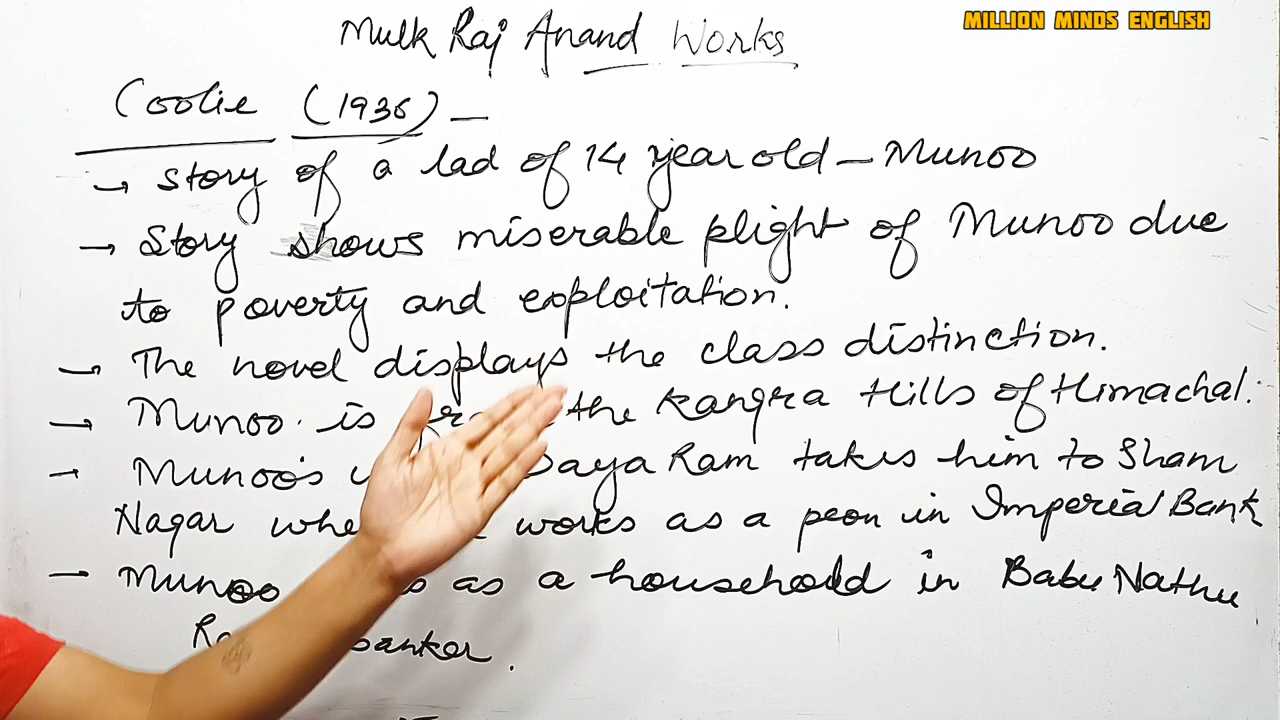 MILLION MINDS ENGLISH
Mulk Raj Anand Works
Coolie (1936) –
→ story of a lad of 14 year old – Munoo
→ Story shows miserable plight of Munoo due
to poverty and exploitation.
→ The novel displays the class distinction.
→ Munoo is the Kangra Hills of Himachal.
→ Munoo's Daya Ram takes him to Sham
Nagar works as a peon in Imperial Bank
→ Munoo as a household in Babu Nathu
banker.